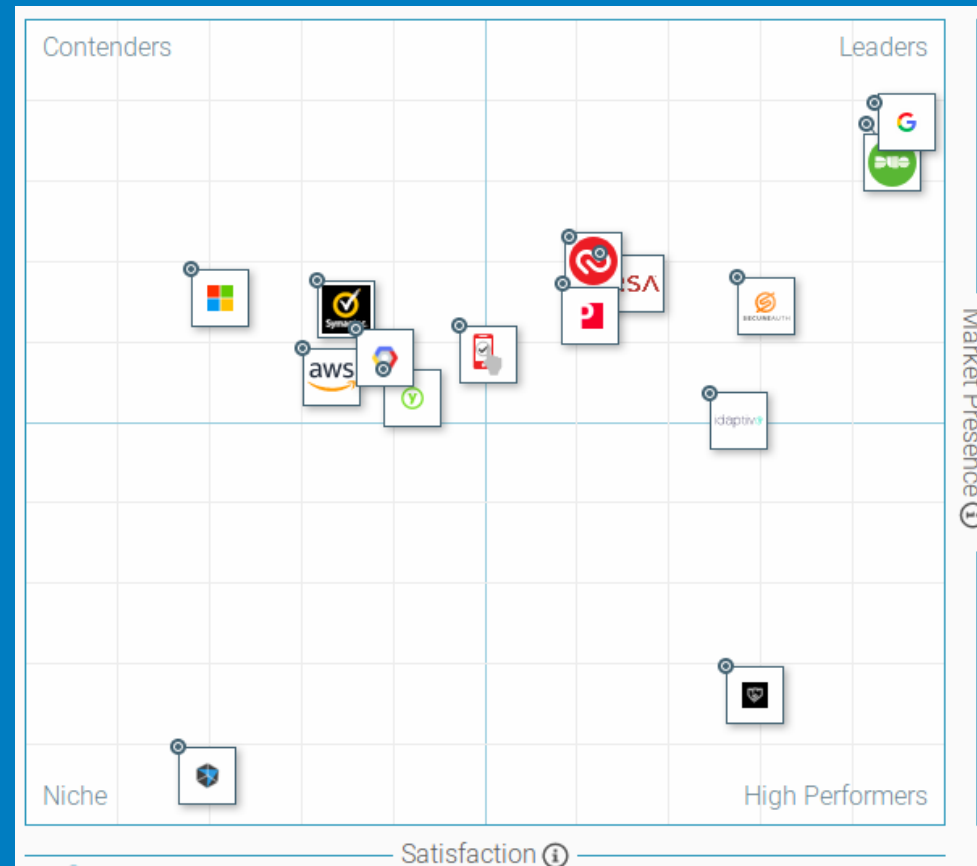 Contenders
Leaders
G
DUO
RSA
Symantec.
SECUREAUTH
aws
y
idaptive
Niche
High Performers
Market Presence
Satisfaction